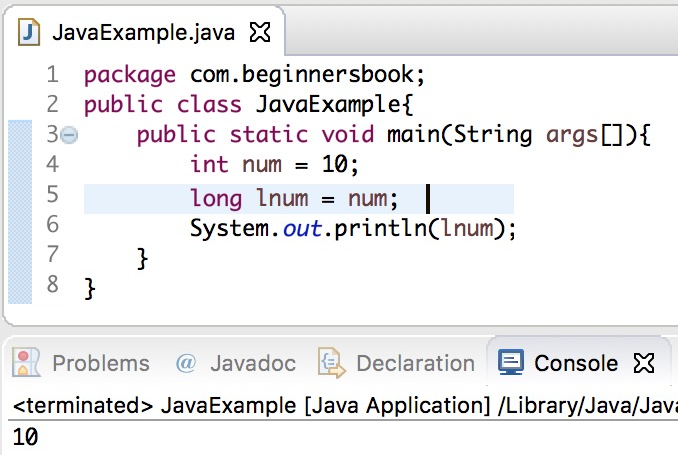 JavaExample.java
1 package com.beginnersbook;
2 public class JavaExample{
3 public static void main(String args[]){
4 int num = 10;
5 long lnum = num;
6 System.out.println(lnum);
7 }
8 }
Problems @ Javadoc Declaration Console
<terminated> JavaExample [Java Application] /Library/Java/Java
10